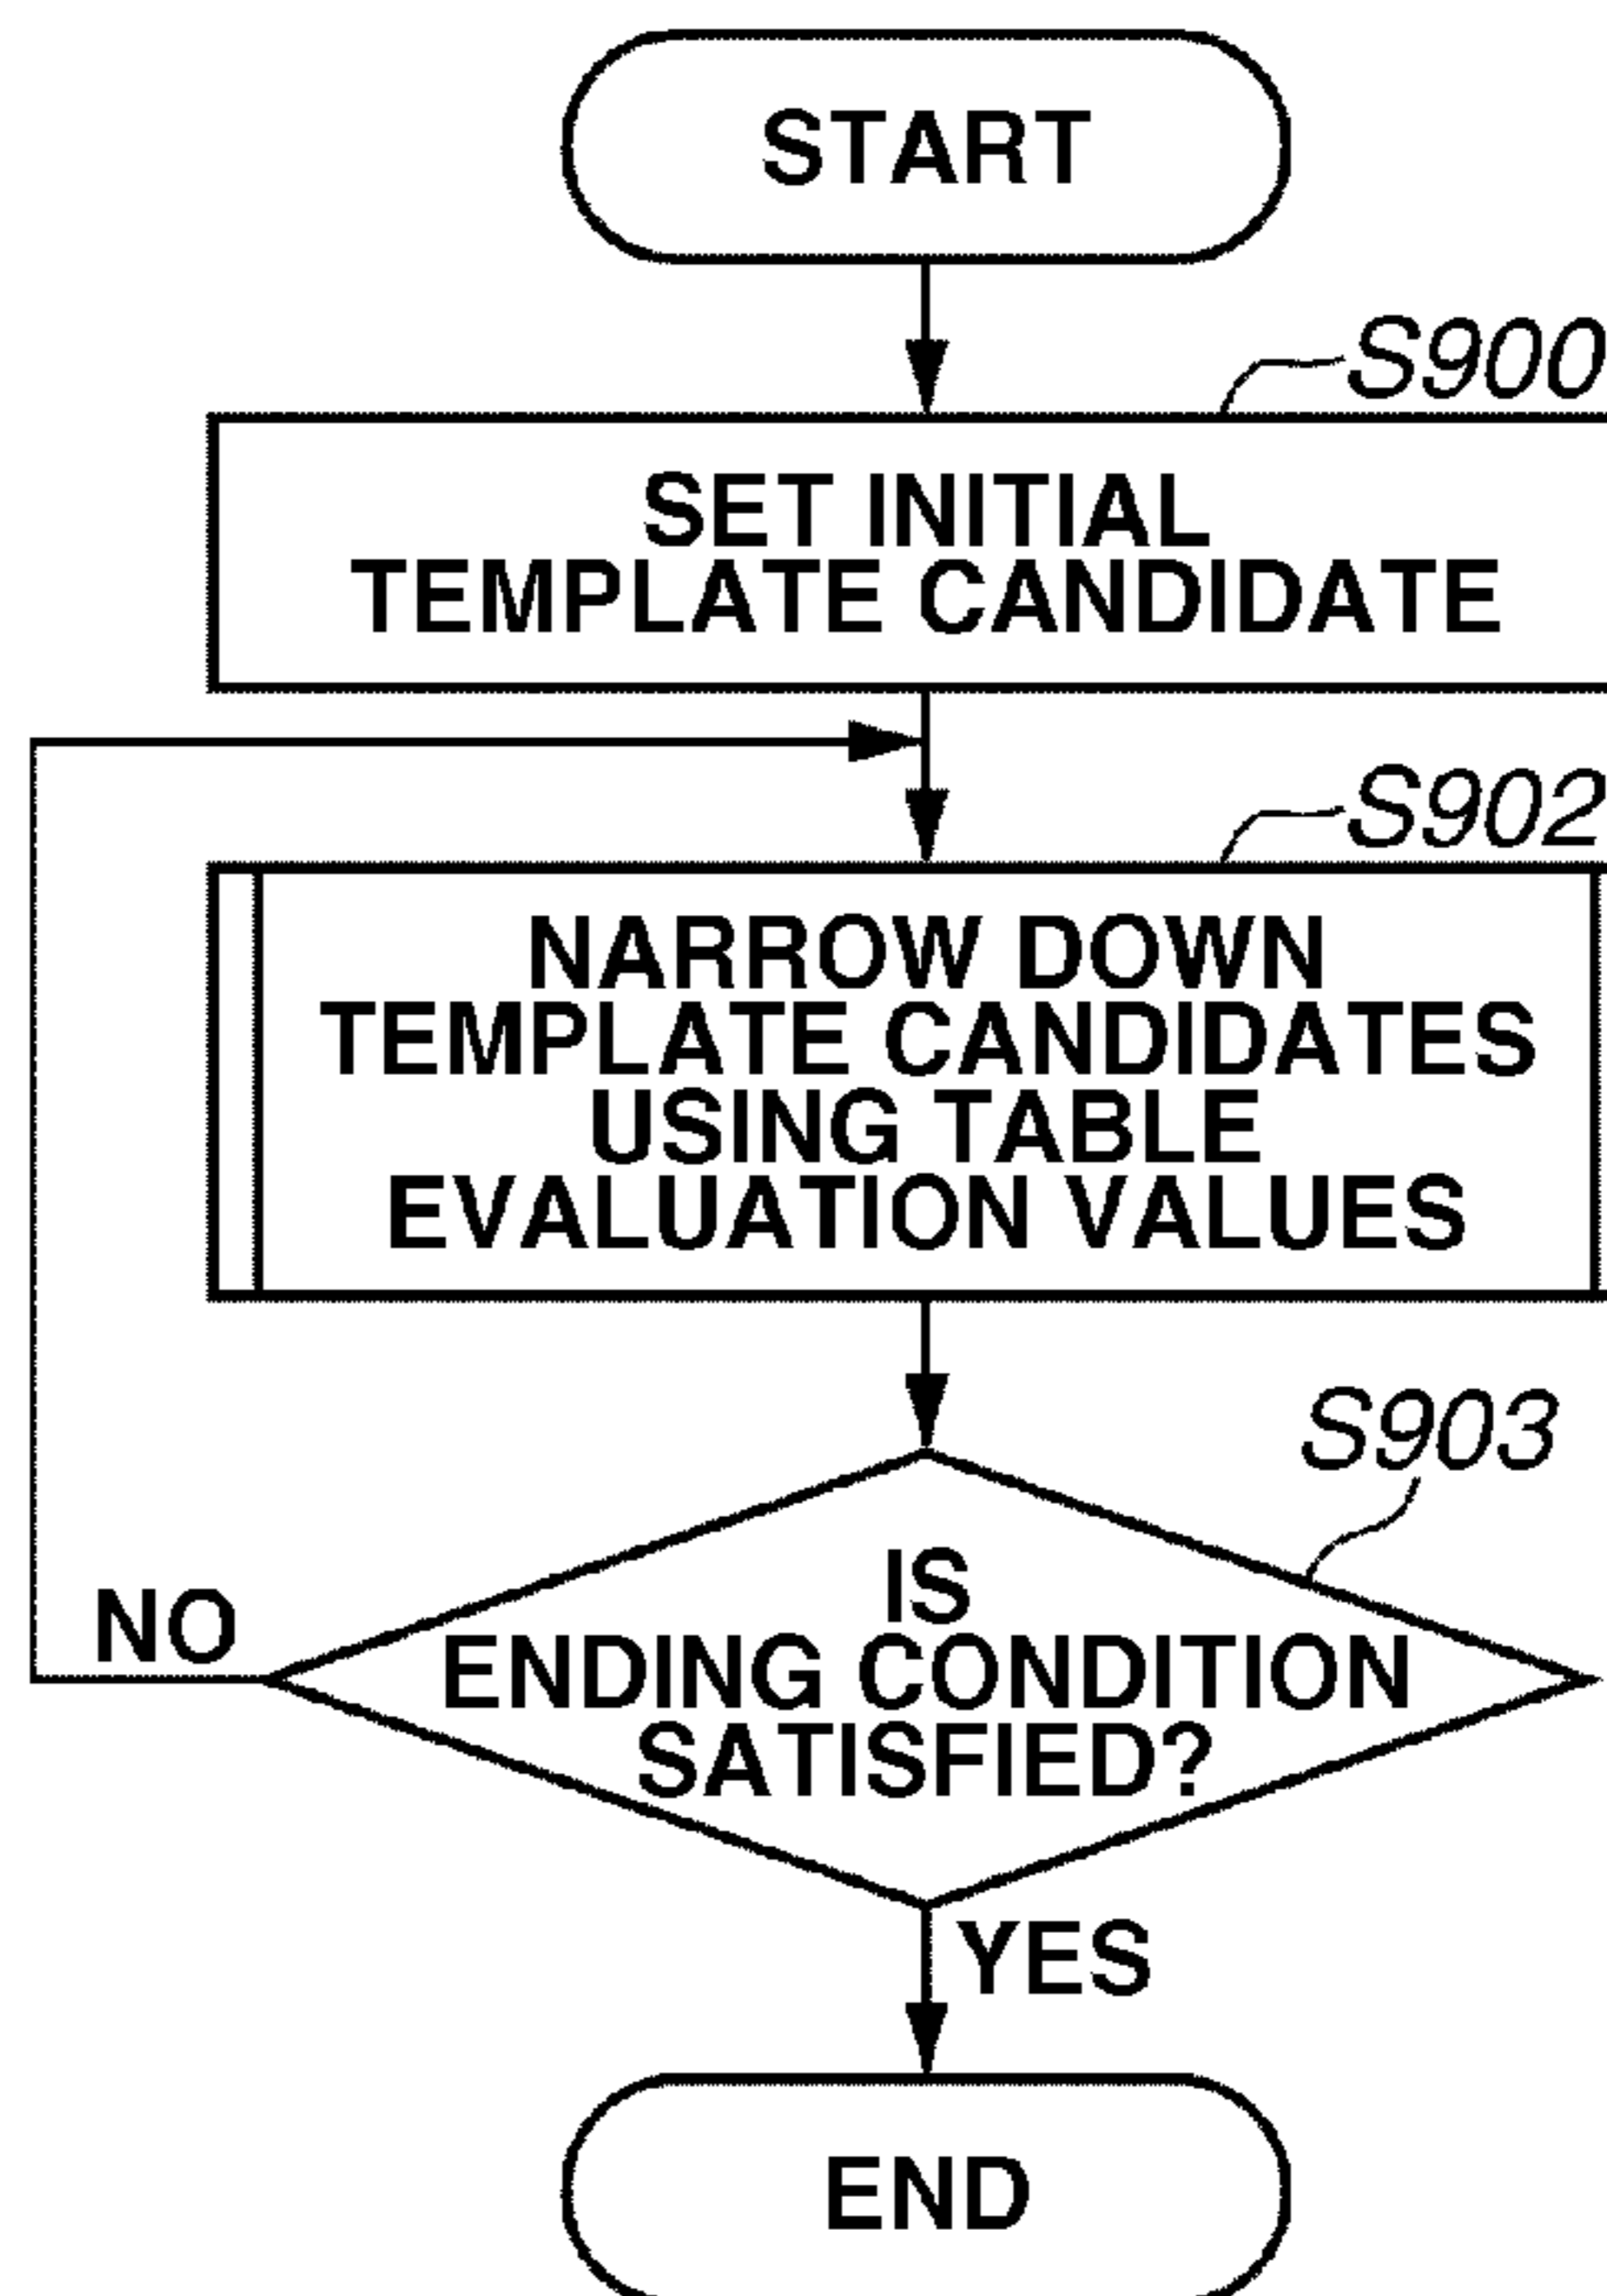 START
S900
SET INITIAL
TEMPLATE CANDIDATE
S902
NARROW DOWN
TEMPLATE CANDIDATES
USING TABLE
EVALUATION VALUES
S903
IS
ENDING CONDITION
SATISFIED?
NO
YES
END